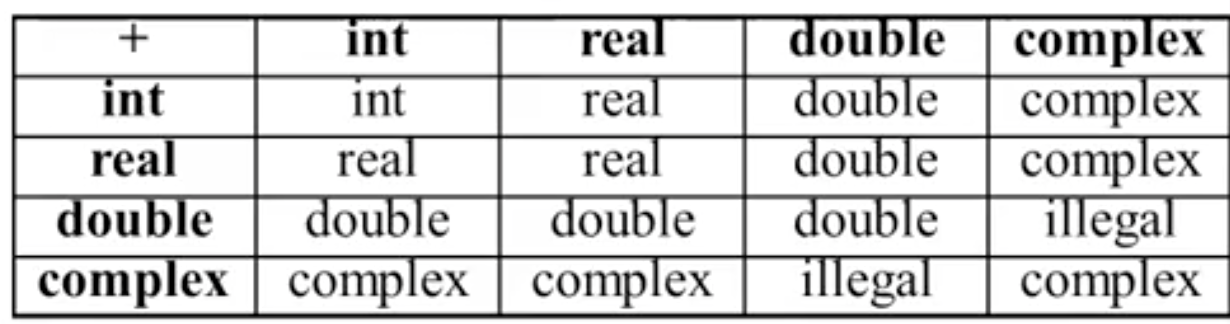 + int real double complex
int int real double complex
real real real double complex
double double double double illegal
complex complex complex illegal complex